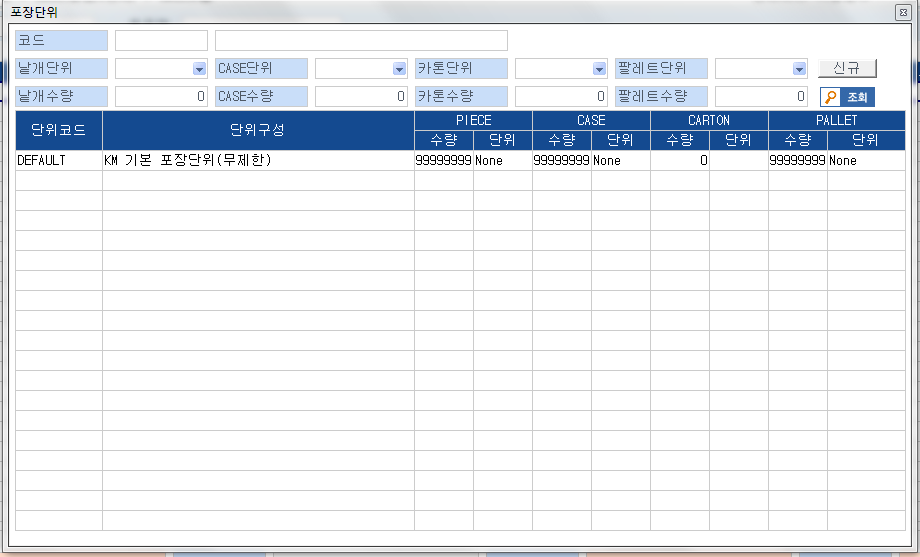 포장단위
코드
낱개단위 CASE단위 카톤단위 팔레트단위 신규
낱개수량 0 CASE수량 0 카톤수량 0 팔레트수량 0 조회
단위코드 단위구성 PIECE CASE CARTON PALLET
수량 단위 수량 단위 수량 단위 수량 단위
DEFAULT KM 기본 포장단위(무제한) 99999999 None 99999999 None 0 99999999 None